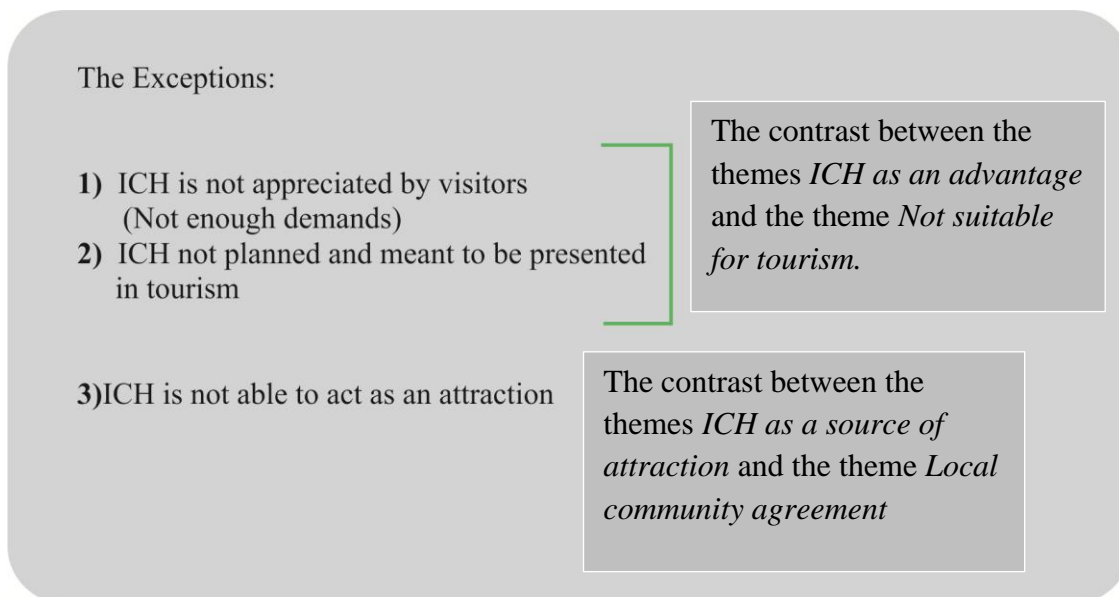 The Exceptions:
1) ICH is not appreciated by visitors
(Not enough demands)
2) ICH not planned and meant to be presented
in tourism
The contrast between the
themes ICH as an advantage
and the theme Not suitable
for tourism.
3)ICH is not able to act as an attraction
The contrast between the
themes ICH as a source of
attraction and the theme Local
community agreement